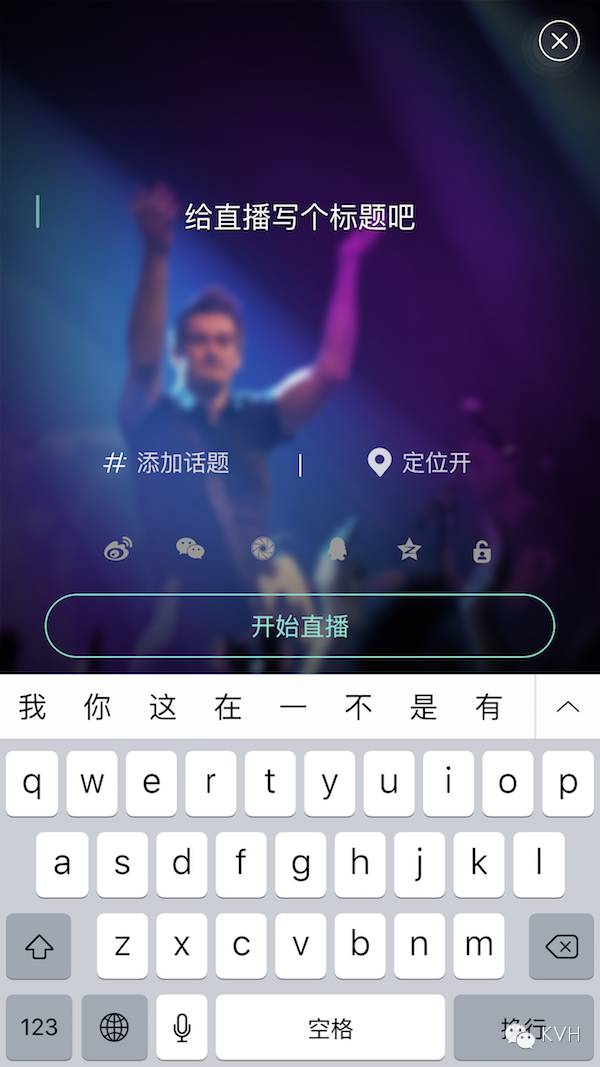 给直播写个标题吧
# 添加话题 | 定位开
开始直播
我 你 这 在 一 不 是 有
q w e r t y u i o p
a s d f g h j k l
z x c v b n m
123 空格 换行
KVH